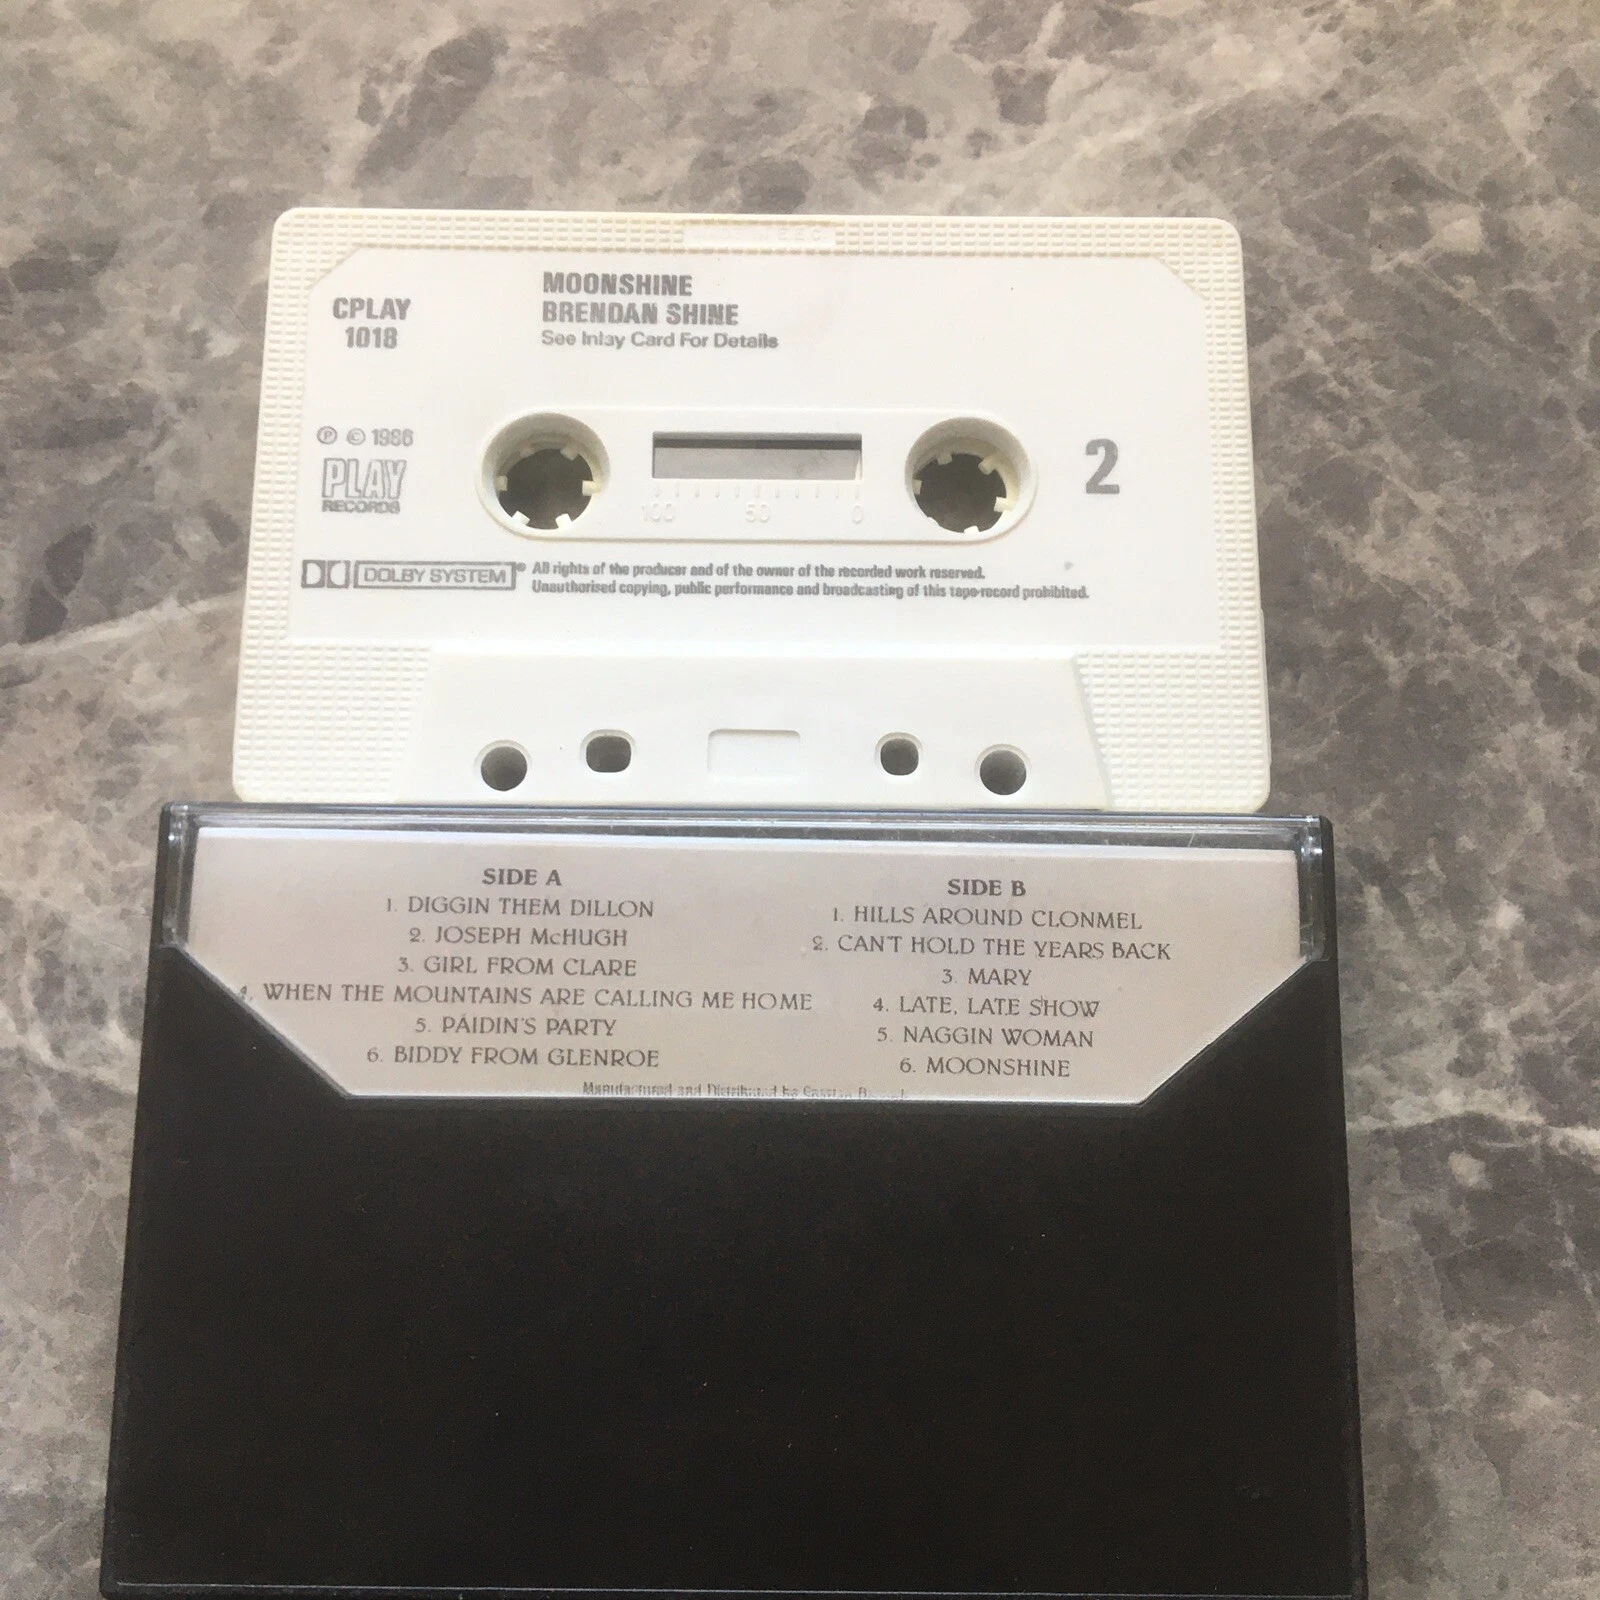 E.E.C.
MOONSHINE
BRENDAN SHINE
See Inlay Card For Details
CPLAY
1018
Ⓟ © 1986
PLAY
RECORDS
2
100 50 0
DOLBY SYSTEM®
All rights of the producer and of the owner of the recorded work reserved.
Unauthorised copying, public performance and broadcasting of this tape-record prohibited.
SIDE A
1. DIGGIN THEM DILLON
2. JOSEPH McHUGH
3. GIRL FROM CLARE
4. WHEN THE MOUNTAINS ARE CALLING ME HOME
5. PÁIDIN'S PARTY
6. BIDDY FROM GLENROE
SIDE B
1. HILLS AROUND CLONMEL
2. CAN'T HOLD THE YEARS BACK
3. MARY
4. LATE, LATE SHOW
5. NAGGIN WOMAN
6. MOONSHINE
Manufactured and Distributed by Spartan Records